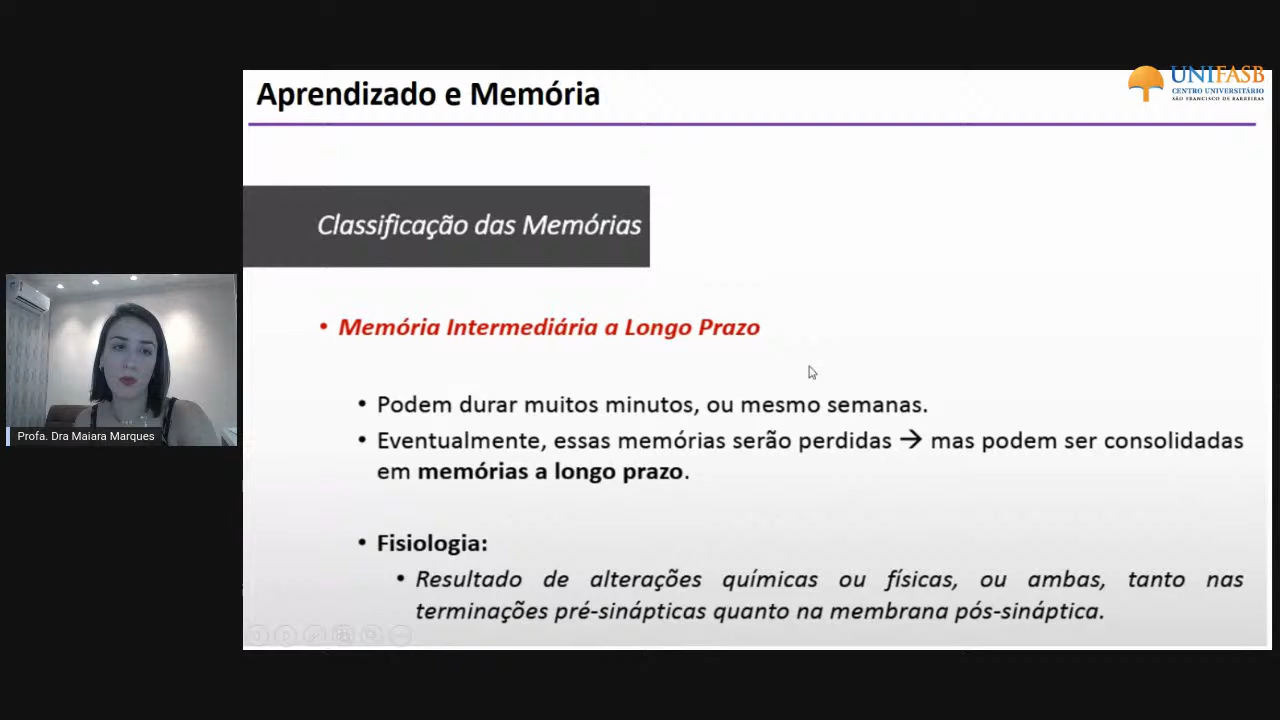 Aprendizado e Memória
UNIFASB
CENTRO UNIVERSITÁRIO
SÃO FRANCISCO DE BARREIRAS
Classificação das Memórias
• Memória Intermediária a Longo Prazo
• Podem durar muitos minutos, ou mesmo semanas.
• Eventualmente, essas memórias serão perdidas → mas podem ser consolidadas
em memórias a longo prazo.
• Fisiologia:
• Resultado de alterações químicas ou físicas, ou ambas, tanto nas
terminações pré-sinápticas quanto na membrana pós-sináptica.
Profa. Dra Maiara Marques